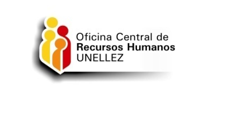 Oficina Central de
Recursos Humanos
UNELLEZ